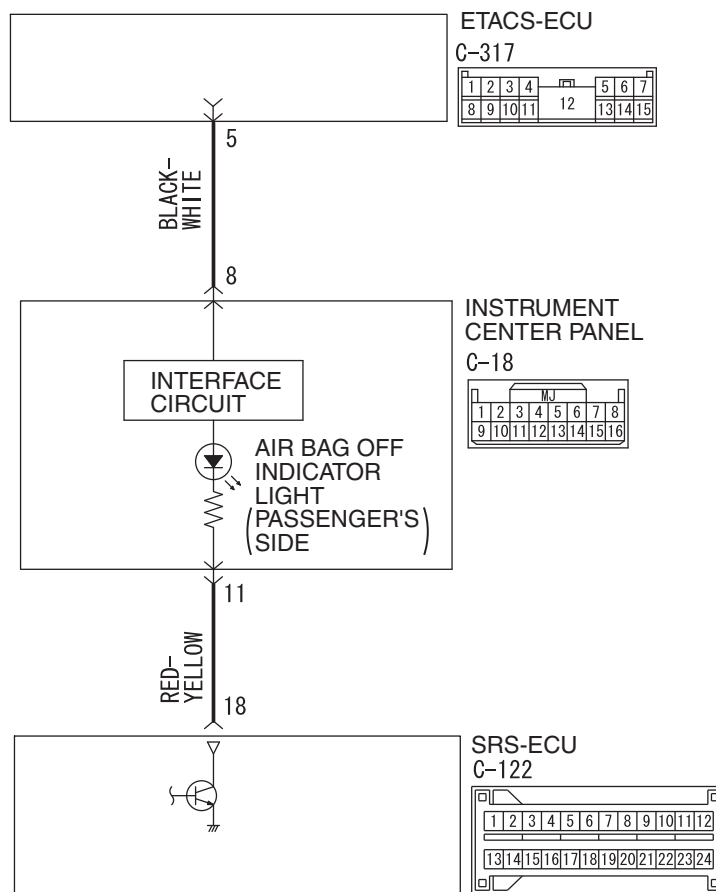 ETACS-ECU
C-317
1 2 3 4 5 6 7
8 9 10 11 12 13 14 15
5
BLACK-
WHITE
8
INSTRUMENT
CENTER PANEL
C-18
MJ
1 2 3 4 5 6 7 8
9 10 11 12 13 14 15 16
INTERFACE
CIRCUIT
AIR BAG OFF
INDICATOR
LIGHT
(PASSENGER'S
SIDE)
11
RED-
YELLOW
18
SRS-ECU
C-122
1 2 3 4 5 6 7 8 9 10 11 12
13 14 15 16 17 18 19 20 21 22 23 24